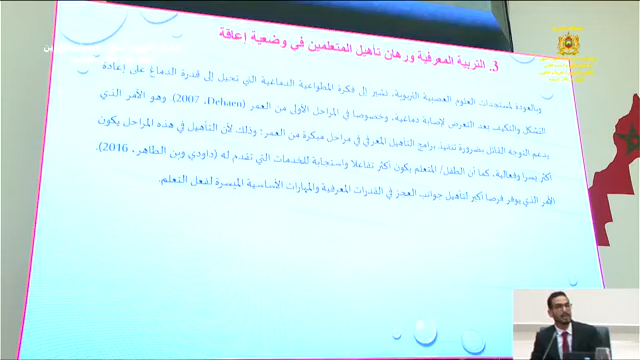 3. التربية المعرفية ورهان تأهيل المتعلمين في وضعية إعاقة
وبالعودة لمستجدات العلوم العصبية التربوية، تشير إلى فكرة المطواعية الدماغية التي تحيل إلى قدرة الدماغ على إعادة
التشكل والتكيف بعد التعرض لإصابة دماغية، وخصوصا في المراحل الأولى من العمر (Dehaen، 2007). وهو الأمر الذي
يدعم التوجه القائل بضرورة تنفيذ برامج التأهيل المعرفي في مراحل مبكرة من العمر؛ وذلك لأن التأهيل في هذه المراحل يكون
أكثر يسرا وفعالية، كما أن الطفل/ المتعلم يكون أكثر تفاعلا واستجابة للخدمات التي تقدم له (داودي وبن الطاهر، 2016).
الأمر الذي يوفر فرصا أكبر لتأهيل جوانب العجز في القدرات المعرفية والمهارات الأساسية الميسرة لفعل التعلم.